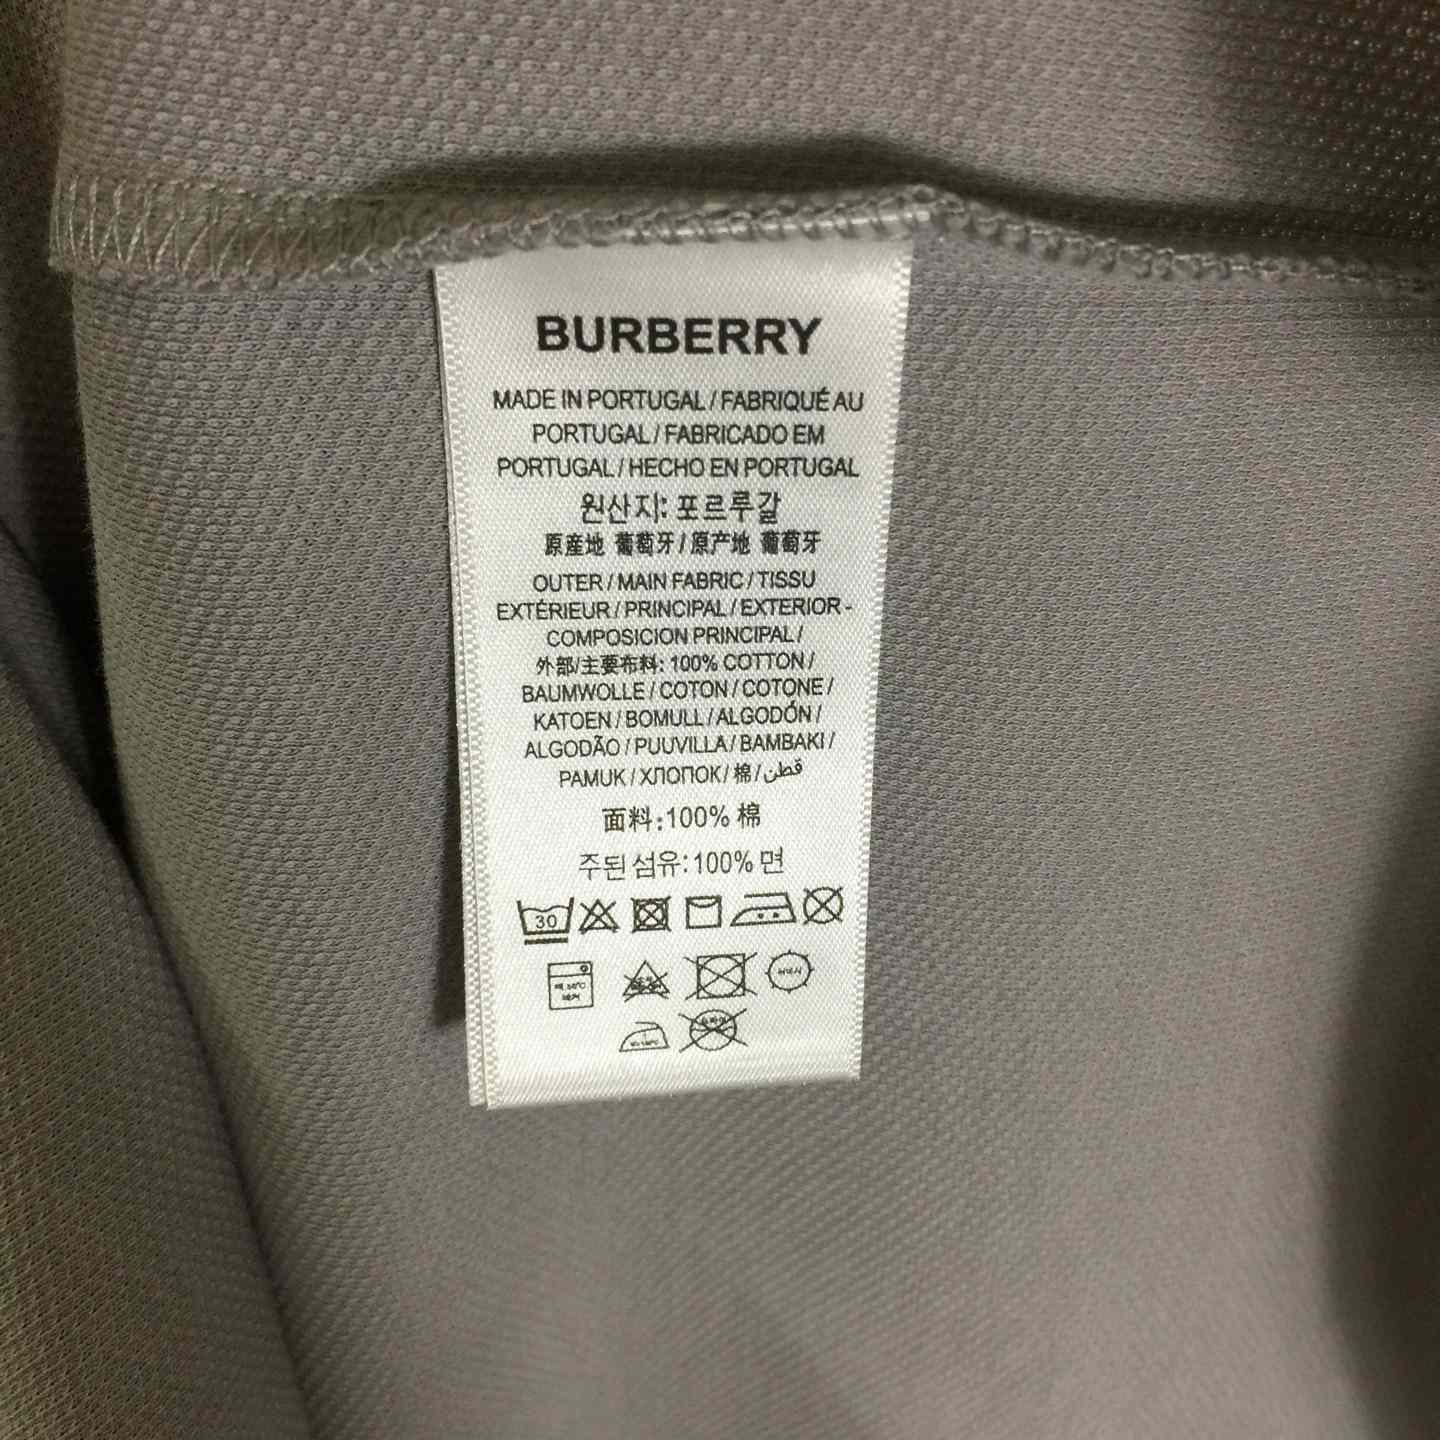 BURBERRY
MADE IN PORTUGAL / FABRIQUÉ AU
PORTUGAL / FABRICADO EM
PORTUGAL / HECHO EN PORTUGAL
원산지: 포르루갈
原産地 葡萄牙 / 原产地 葡萄牙
OUTER / MAIN FABRIC / TISSU
EXTÉRIEUR / PRINCIPAL / EXTERIOR -
COMPOSICION PRINCIPAL /
外部/主要布料: 100% COTTON /
BAUMWOLLE / COTON / COTONE /
KATOEN / BOMULL / ALGODÓN /
ALGODÃO / PUUVILLA / BAMBAKI /
PAMUK / ХЛОПОК / 棉 / قطن
面料: 100% 棉
주된 섬유: 100% 면
30